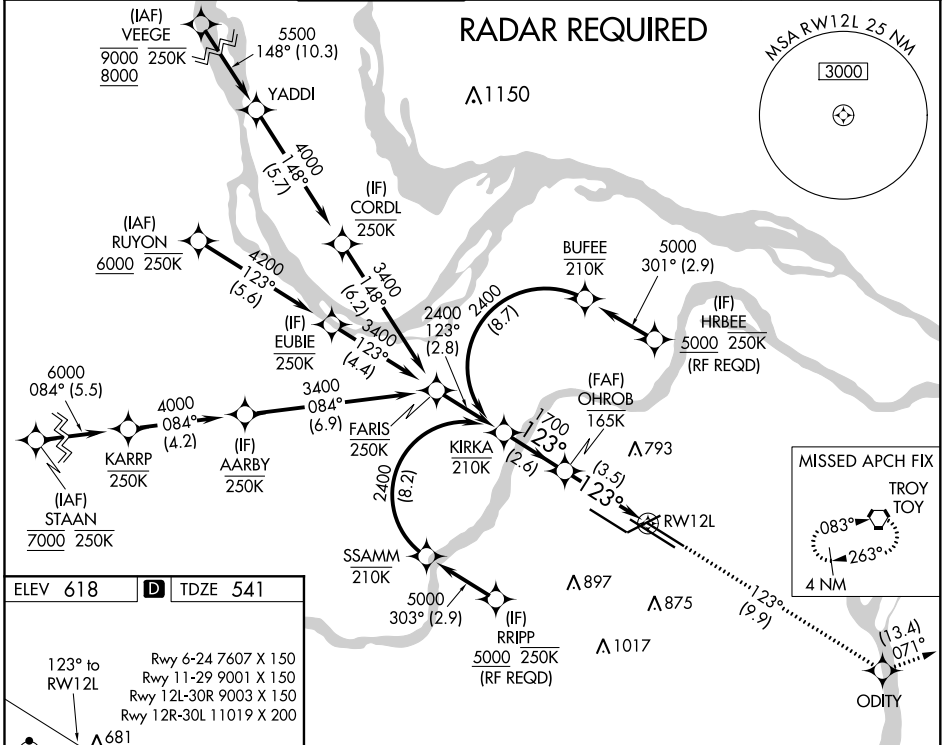 RADAR REQUIRED
(IAF)
VEEGE
9000 250K
8000
5500
148° (10.3)
YADDI
1150
MSA RW12L 25 NM
3000
4000
148°
(5.7)
(IF)
CORDL
250K
(IAF)
RUYON
6000 250K
4200
123°
(5.6)
3400
148°
(6.2)
BUFEE
210K
5000
301° (2.9)
(IF)
HRBEE
5000 250K
(RF REQD)
2400
(8.7)
(IF)
EUBIE
250K
3400
123°
(4.4)
2400
123°
(2.8)
6000
084° (5.5)
4000
084°
(4.2)
3400
084°
(6.9)
KARRP
250K
(IF)
AARBY
250K
FARIS
250K
(FAF)
OHROB
165K
1700
123°
(2.6)
KIRKA
210K
793
(3.5)
123°
RW12L
(IAF)
STAAN
7000 250K
2400
(8.2)
SSAMM
210K
5000
303° (2.9)
(IF)
RRIPP
5000 250K
(RF REQD)
897
875
1017
MISSED APCH FIX
TROY
TOY
083°
263°
4 NM
123°
(9.9)
(13.4)
071°
ODITY
ELEV 618 D TDZE 541
123° to
RW12L
Rwy 6-24 7607 X 150
Rwy 11-29 9001 X 150
Rwy 12L-30R 9003 X 150
Rwy 12R-30L 11019 X 200
681